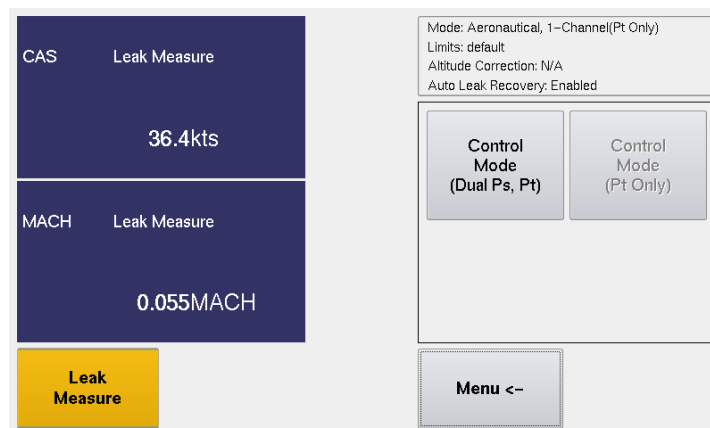 CAS Leak Measure
36.4kts
MACH Leak Measure
0.055MACH
Leak
Measure
Mode: Aeronautical, 1-Channel(Pt Only)
Limits: default
Altitude Correction: N/A
Auto Leak Recovery: Enabled
Control
Mode
(Dual Ps, Pt)
Control
Mode
(Pt Only)
Menu <-